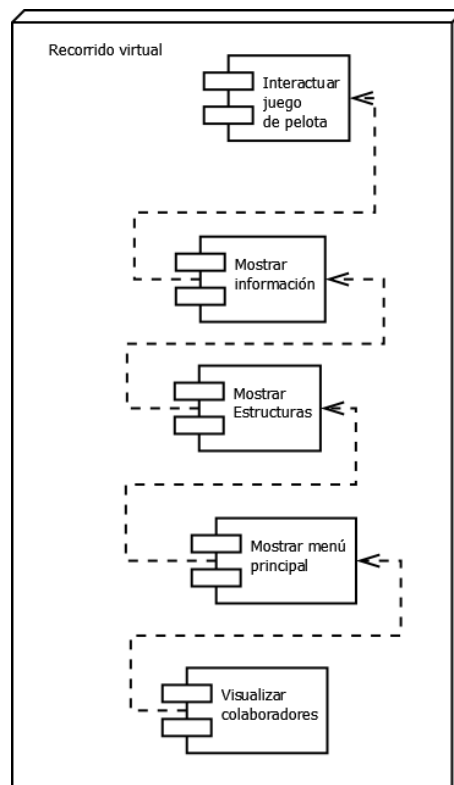 Recorrido virtual
Interactuar
juego
de pelota
Mostrar
información
Mostrar
Estructuras
Mostrar menú
principal
Visualizar
colaboradores